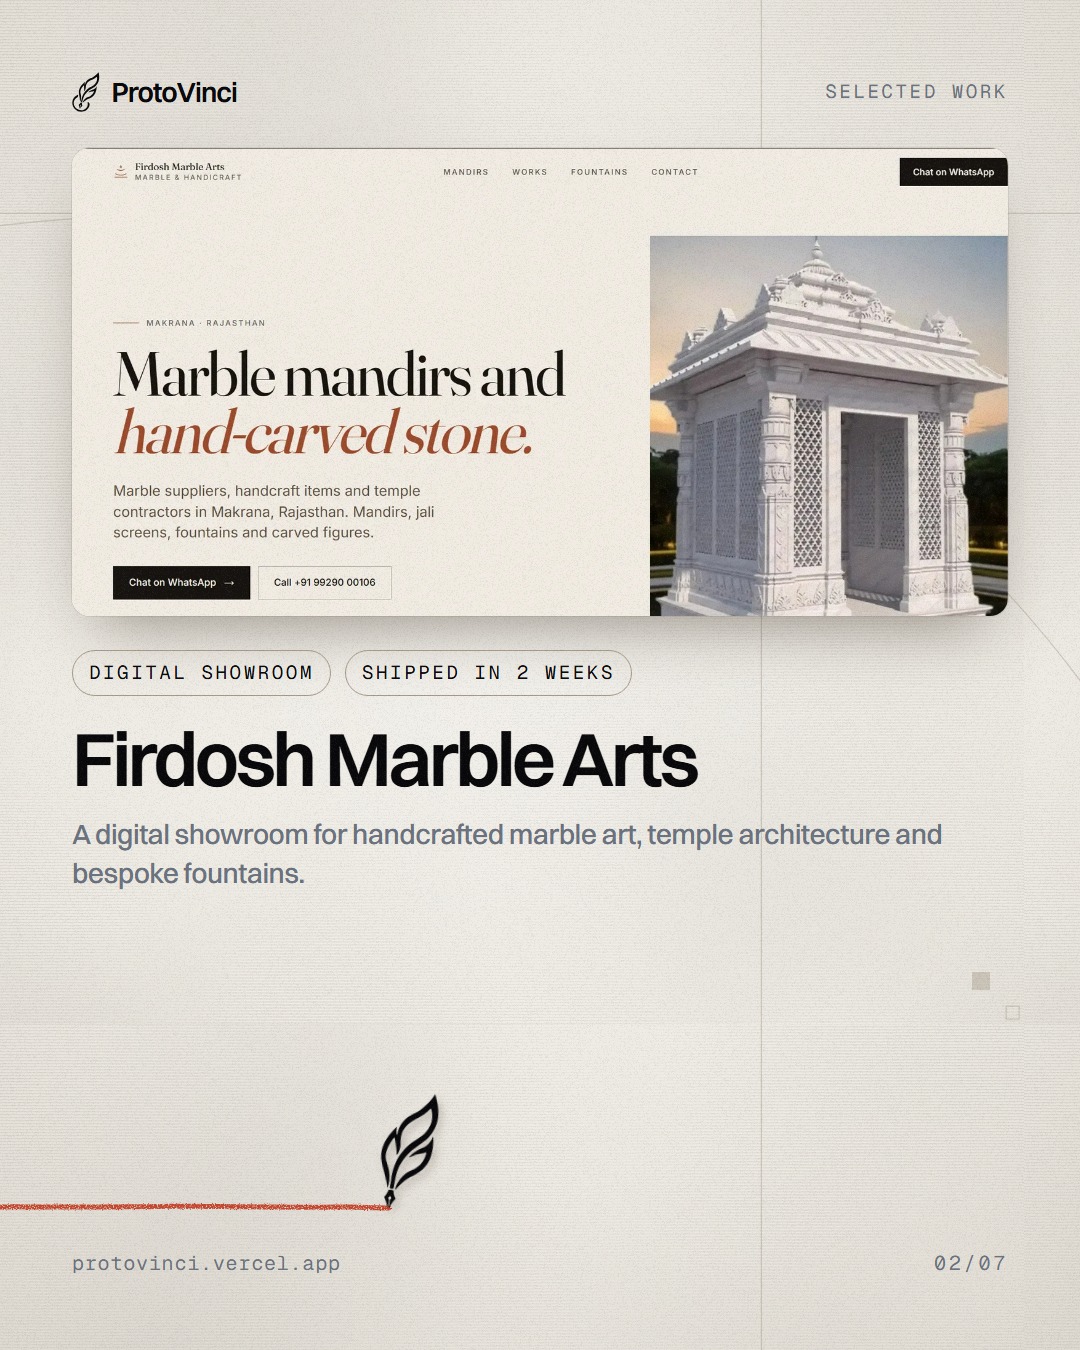 ProtoVinci
SELECTED WORK
Firdosh Marble Arts
MARBLE & HANDICRAFT
MANDIRS WORKS FOUNTAINS CONTACT
Chat on WhatsApp
MAKRANA · RAJASTHAN
Marble mandirs and
hand-carved stone.
Marble suppliers, handcraft items and temple
contractors in Makrana, Rajasthan. Mandirs, jali
screens, fountains and carved figures.
Chat on WhatsApp →
Call +91 99290 00106
DIGITAL SHOWROOM
SHIPPED IN 2 WEEKS
Firdosh Marble Arts
A digital showroom for handcrafted marble art, temple architecture and
bespoke fountains.
protovinci.vercel.app
02/07